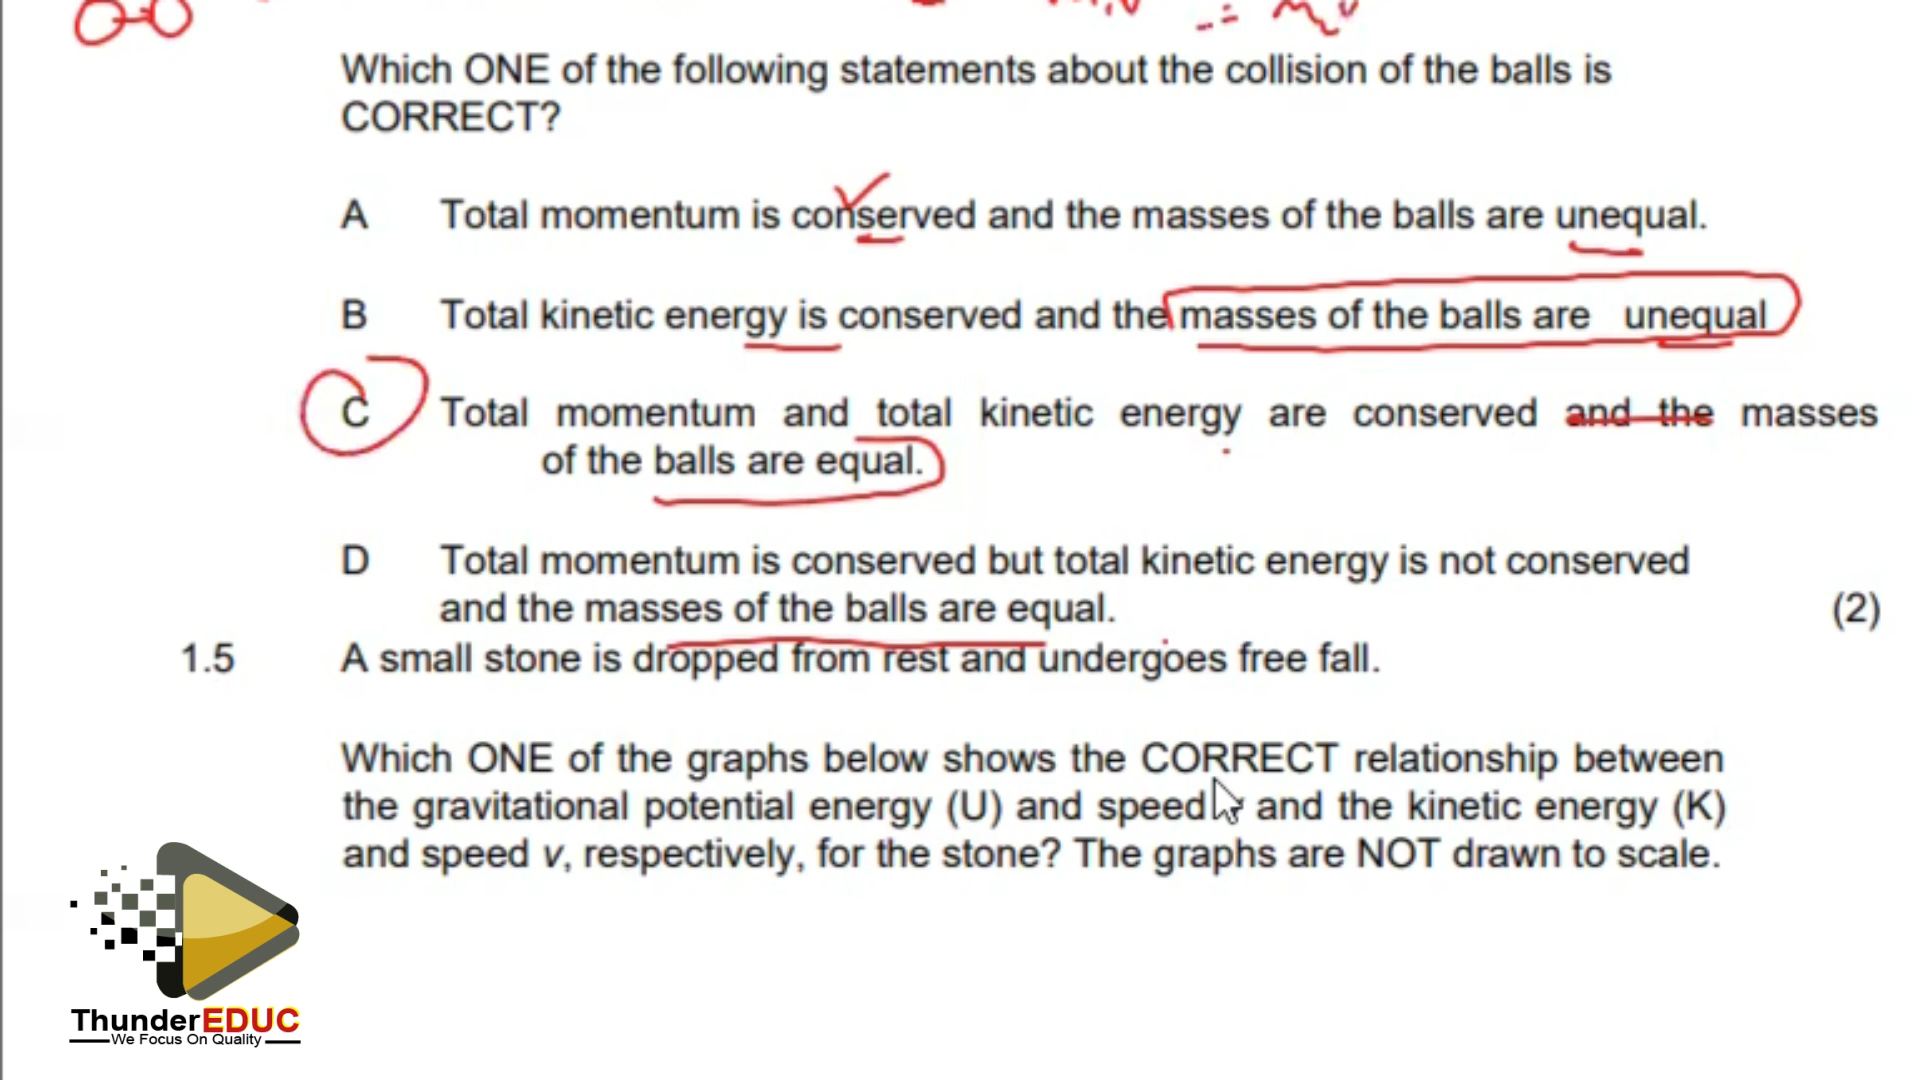 Which ONE of the following statements about the collision of the balls is
CORRECT?
A Total momentum is conserved and the masses of the balls are unequal.
B Total kinetic energy is conserved and the masses of the balls are unequal
C Total momentum and total kinetic energy are conserved and the masses
of the balls are equal.
D Total momentum is conserved but total kinetic energy is not conserved
and the masses of the balls are equal. (2)
1.5 A small stone is dropped from rest and undergoes free fall.
Which ONE of the graphs below shows the CORRECT relationship between
the gravitational potential energy (U) and speed and the kinetic energy (K)
and speed v, respectively, for the stone? The graphs are NOT drawn to scale.
ThunderEDUC
We Focus On Quality